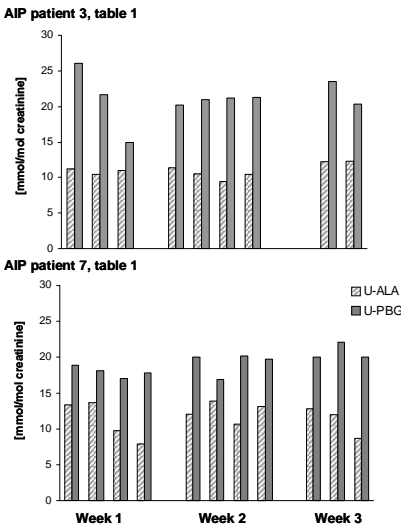 AIP patient 3, table 1
30
25
20
15
10
5
0
[mmol/mol creatinine]
AIP patient 7, table 1
30
25
20
15
10
5
0
[mmol/mol creatinine]
U-ALA
U-PBG
Week 1
Week 2
Week 3